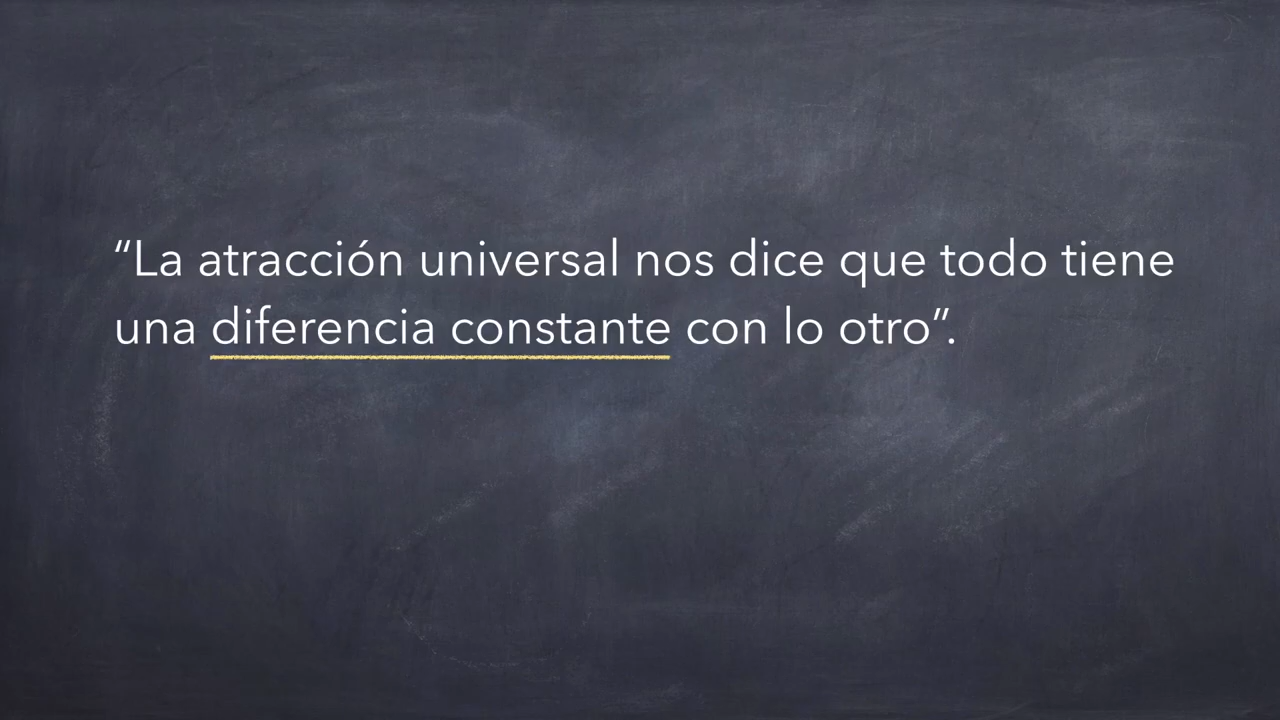 “La atracción universal nos dice que todo tiene
una diferencia constante con lo otro”.